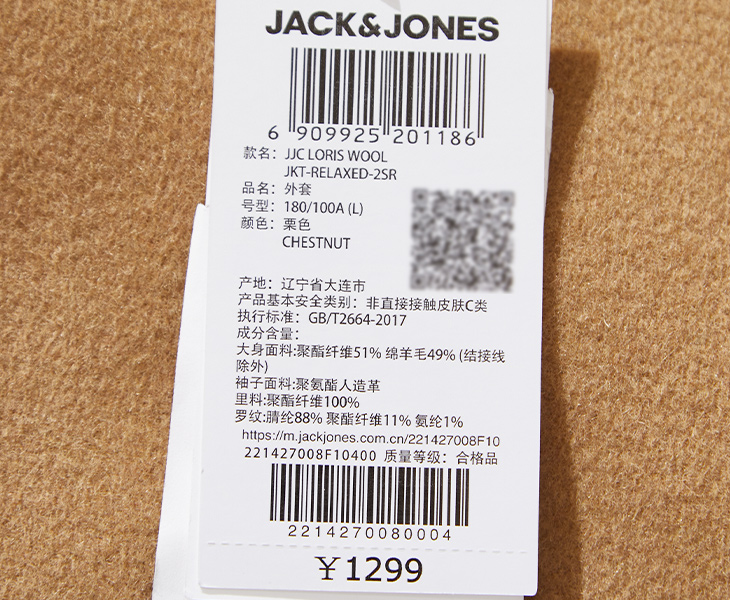 JACK&JONES
6 909925 201186
款名: JJC LORIS WOOL
JKT-RELAXED-2SR
品名: 外套
号型: 180/100A (L)
颜色: 栗色
CHESTNUT
产地: 辽宁省大连市
产品基本安全类别: 非直接接触皮肤C类
执行标准: GB/T2664-2017
成分含量:
大身面料:聚酯纤维51% 绵羊毛49% (结接线
除外)
袖子面料:聚氨酯人造革
里料:聚酯纤维100%
罗纹:腈纶88% 聚酯纤维11% 氨纶1%
https://m.jackjones.com.cn/221427008F10
221427008F10400 质量等级: 合格品
2214270080004
￥1299